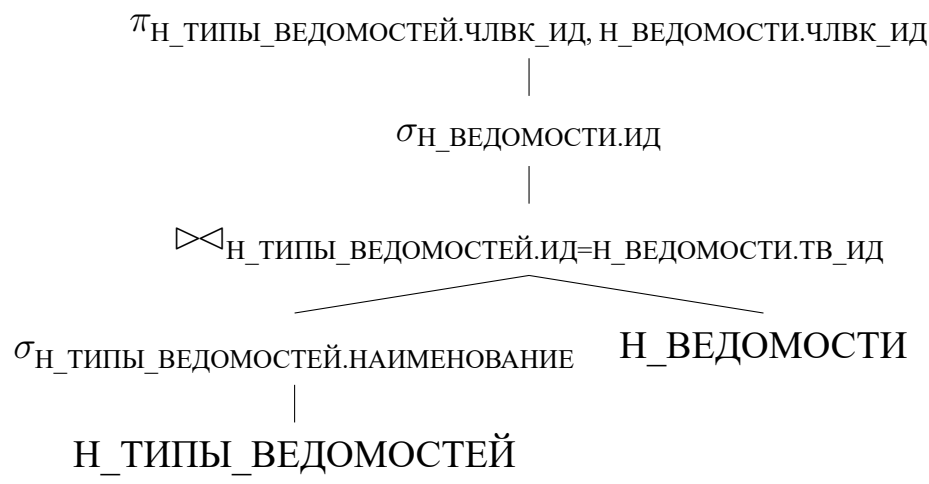 πН_ТИПЫ_ВЕДОМОСТЕЙ.ЧЛВК_ИД, Н_ВЕДОМОСТИ.ЧЛВК_ИД
σН_ВЕДОМОСТИ.ИД
⋈Н_ТИПЫ_ВЕДОМОСТЕЙ.ИД=Н_ВЕДОМОСТИ.ТВ_ИД
σН_ТИПЫ_ВЕДОМОСТЕЙ.НАИМЕНОВАНИЕ
Н_ВЕДОМОСТИ
Н_ТИПЫ_ВЕДОМОСТЕЙ